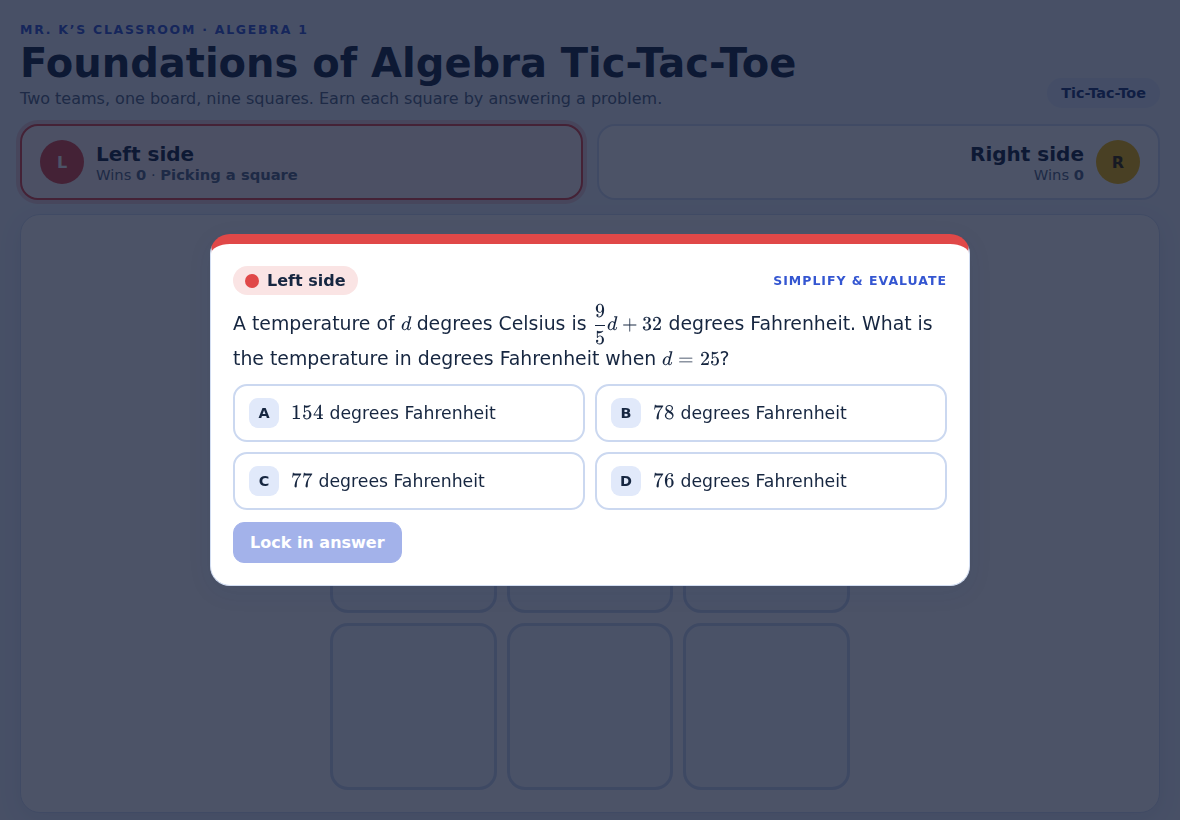 MR. K'S CLASSROOM · ALGEBRA 1
Foundations of Algebra Tic-Tac-Toe
Two teams, one board, nine squares. Earn each square by answering a problem.
Tic-Tac-Toe
L
Left side
Wins 0 · Picking a square
Right side
Wins 0
R
Left side
SIMPLIFY & EVALUATE
A temperature of d degrees Celsius is 9/5 d + 32 degrees Fahrenheit. What is
the temperature in degrees Fahrenheit when d = 25?
A 154 degrees Fahrenheit
B 78 degrees Fahrenheit
C 77 degrees Fahrenheit
D 76 degrees Fahrenheit
Lock in answer